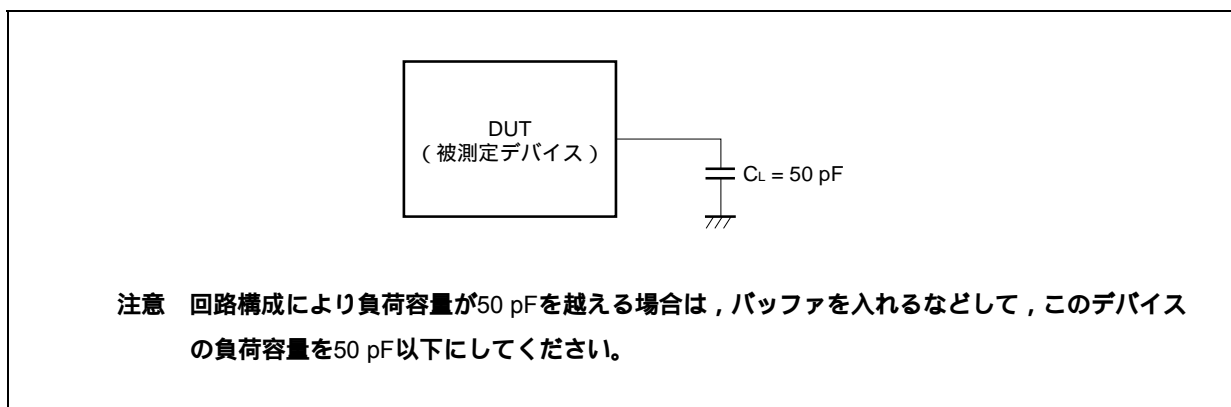 DUT
（被測定デバイス）
CL = 50 pF
注意　回路構成により負荷容量が50 pFを越える場合は，バッファを入れるなどして，このデバイス
の負荷容量を50 pF以下にしてください。